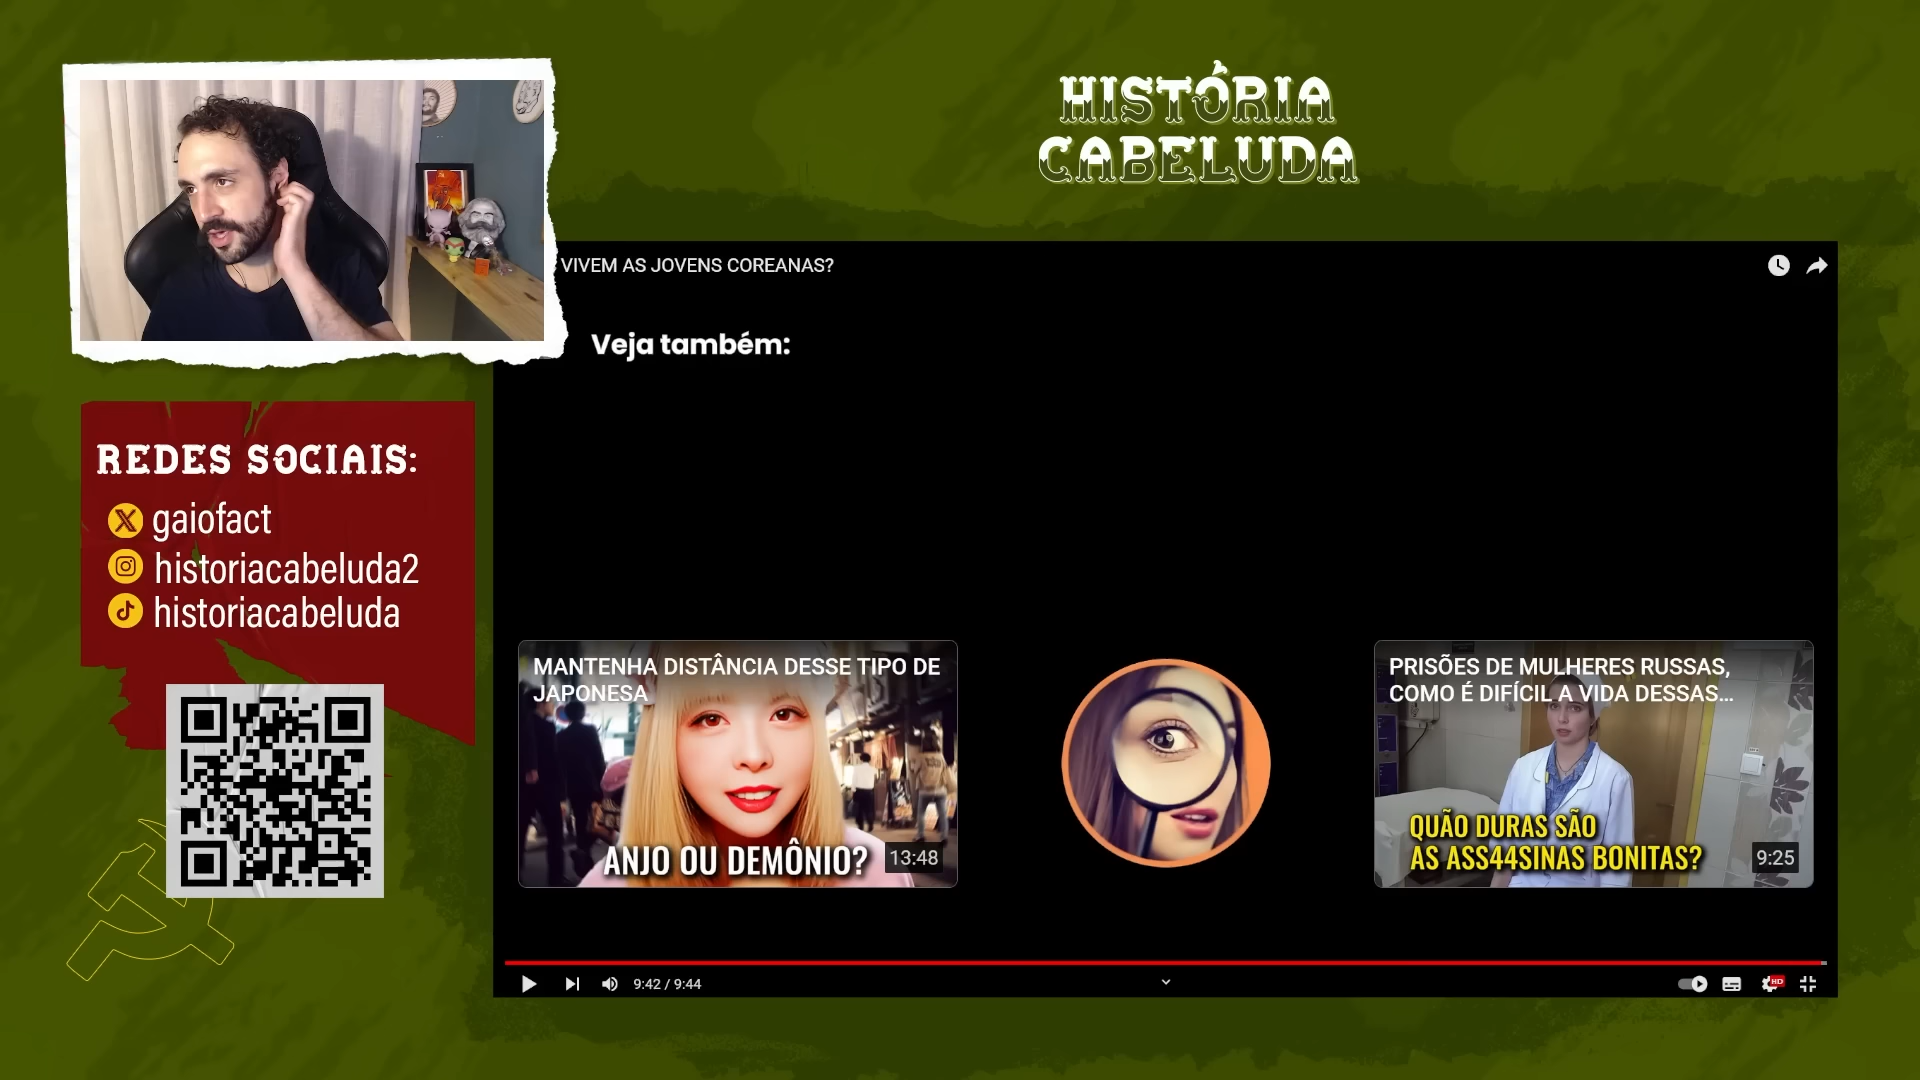 HISTÓRIA
CABELUDA
VIVEM AS JOVENS COREANAS?
Veja também:
REDES SOCIAIS:
gaiofact
historiacabeluda2
historiacabeluda
MANTENHA DISTÂNCIA DESSE TIPO DE
JAPONESA
ANJO OU DEMÔNIO?
13:48
PRISÕES DE MULHERES RUSSAS,
COMO É DIFÍCIL A VIDA DESSAS...
QUÃO DURAS SÃO
AS ASS44SINAS BONITAS?
9:25
9:42 / 9:44
HD